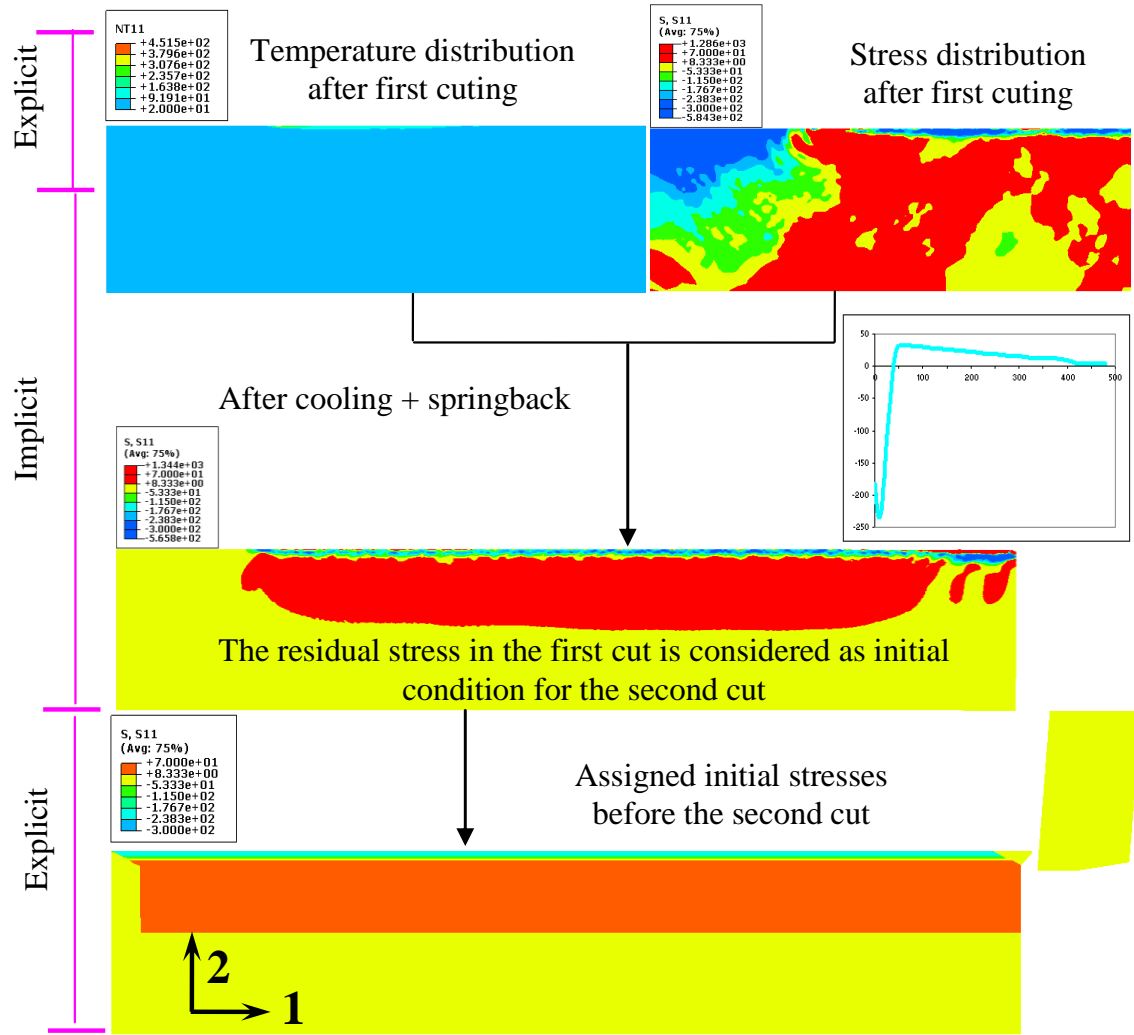 NT11
+4.515e+02
+3.796e+02
+3.076e+02
+2.357e+02
+1.638e+02
+9.191e+01
+2.000e+01
Temperature distribution
after first cuting
S, S11
(Avg: 75%)
+1.286e+03
+7.000e+01
+8.333e+00
-5.333e+01
-1.150e+02
-1.767e+02
-2.383e+02
-3.000e+02
-5.843e+02
Stress distribution
after first cuting
Explicit
Implicit
Explicit
After cooling + springback
50
0
-50
-100
-150
-200
-250
0
100
200
300
400
500
S, S11
(Avg: 75%)
+1.344e+03
+7.000e+01
+8.333e+00
-5.333e+01
-1.150e+02
-1.767e+02
-2.383e+02
-3.000e+02
-5.658e+02
The residual stress in the first cut is considered as initial
condition for the second cut
S, S11
(Avg: 75%)
+7.000e+01
+8.333e+00
-5.333e+01
-1.150e+02
-1.767e+02
-2.383e+02
-3.000e+02
Assigned initial stresses
before the second cut
2
1